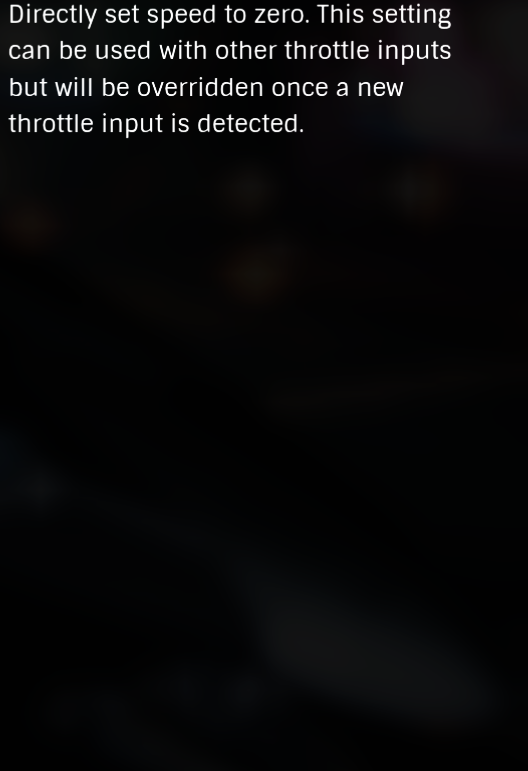 Directly set speed to zero. This setting
can be used with other throttle inputs
but will be overridden once a new
throttle input is detected.